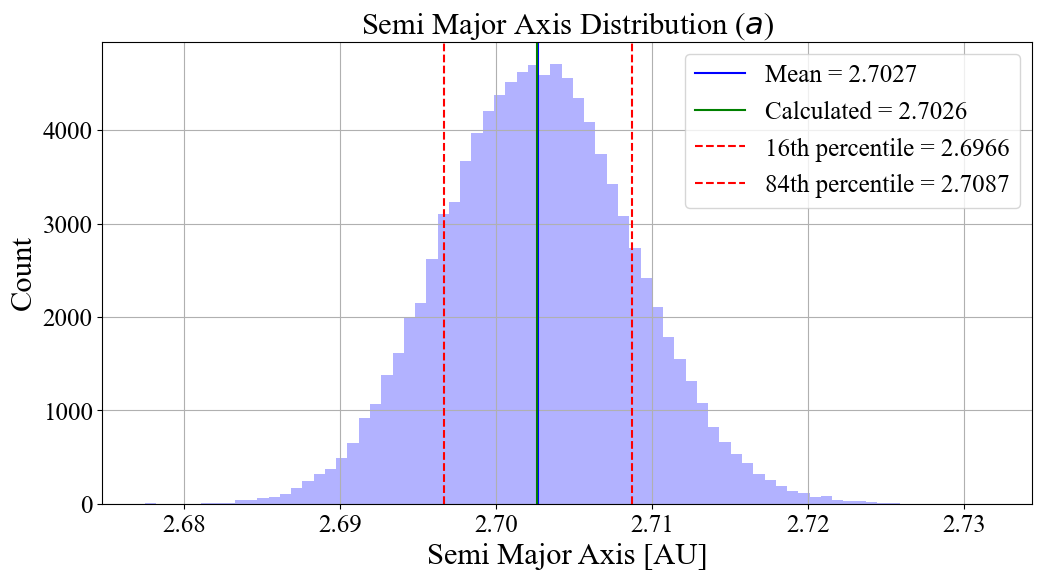 Semi Major Axis Distribution (a)
Mean = 2.7027
Calculated = 2.7026
16th percentile = 2.6966
84th percentile = 2.7087
Count
4000
3000
2000
1000
0
2.68 2.69 2.70 2.71 2.72 2.73
Semi Major Axis [AU]